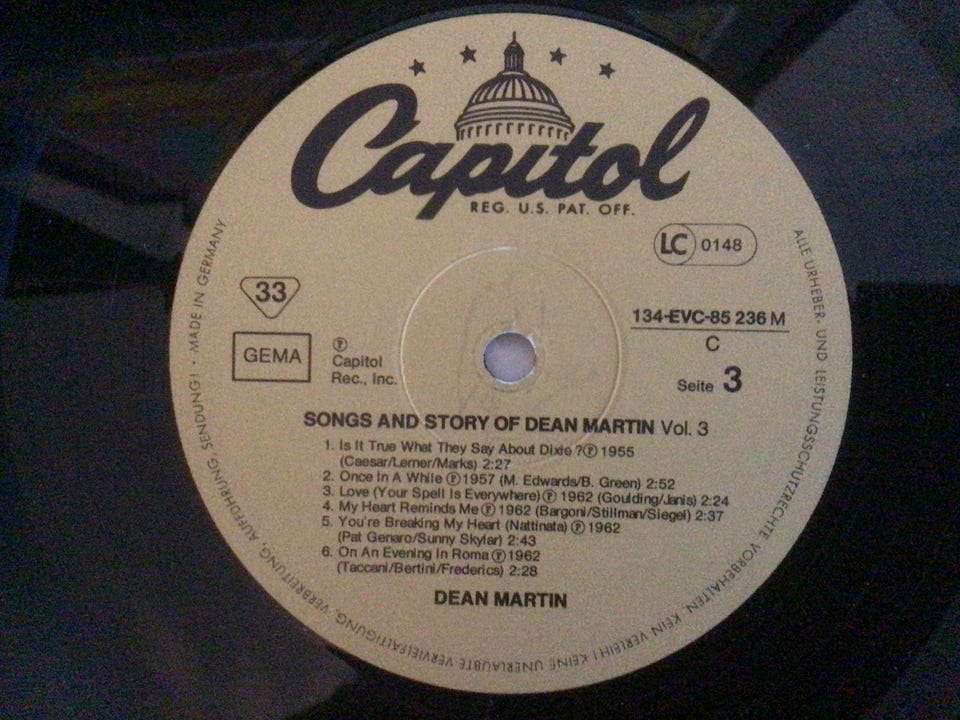 Capitol
REG. U.S. PAT. OFF.
LC 0148
33
GEMA
℗
Capitol
Rec., Inc.
134-EVC-85 236 M
C
Seite 3
SONGS AND STORY OF DEAN MARTIN Vol. 3
1. Is It True What They Say About Dixie ?℗ 1955
(Caesar/Lerner/Marks) 2:27
2. Once In A While ℗ 1957 (M. Edwards/B. Green) 2:52
3. Love (Your Spell Is Everywhere) ℗ 1962 (Goulding/Janis) 2:24
4. My Heart Reminds Me ℗ 1962 (Bargoni/Stillman/Siegel) 2:37
5. You're Breaking My Heart (Nattinata) ℗ 1962
(Pat Genaro/Sunny Skylar) 2:43
6. On An Evening In Roma ℗ 1962
(Taccani/Bertini/Frederics) 2:28
DEAN MARTIN
ALLE URHEBER- UND LEISTUNGSSCHUTZRECHTE VORBEHALTEN. KEIN VERLEIH! KEINE UNERLAUBTE VERVIELFÄLTIGUNG, VERBREITUNG, AUFFÜHRUNG, SENDUNG! · MADE IN GERMANY